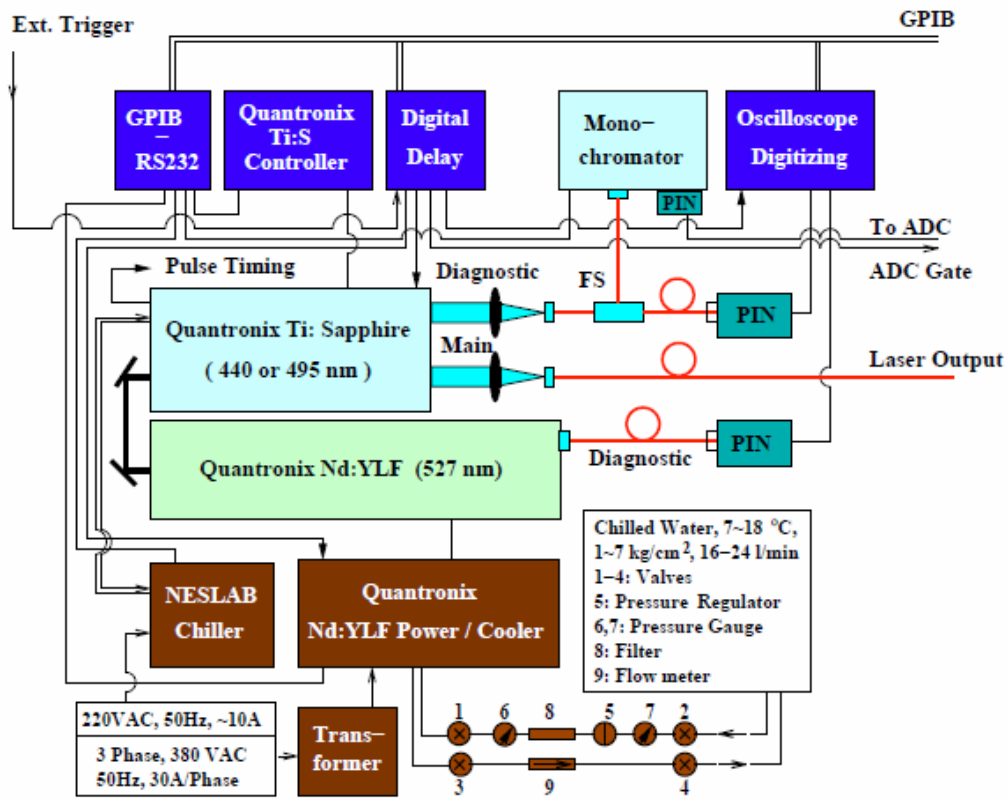 Ext. Trigger
GPIB
GPIB
−
RS232
Quantronix
Ti:S
Controller
Digital
Delay
Mono−
chromator
Oscilloscope
Digitizing
PIN
To ADC
ADC Gate
Pulse Timing
Diagnostic
FS
Quantronix Ti: Sapphire
( 440 or 495 nm )
PIN
Main
Laser Output
Quantronix Nd:YLF (527 nm)
Diagnostic
PIN
Chilled Water, 7~18 °C,
1~7 kg/cm², 16−24 l/min
1−4: Valves
5: Pressure Regulator
6,7: Pressure Gauge
8: Filter
9: Flow meter
NESLAB
Chiller
Quantronix
Nd:YLF Power / Cooler
220VAC, 50Hz, ~10A
3 Phase, 380 VAC
50Hz, 30A/Phase
Trans−
former
1 6 8 5 7 2
3 9 4